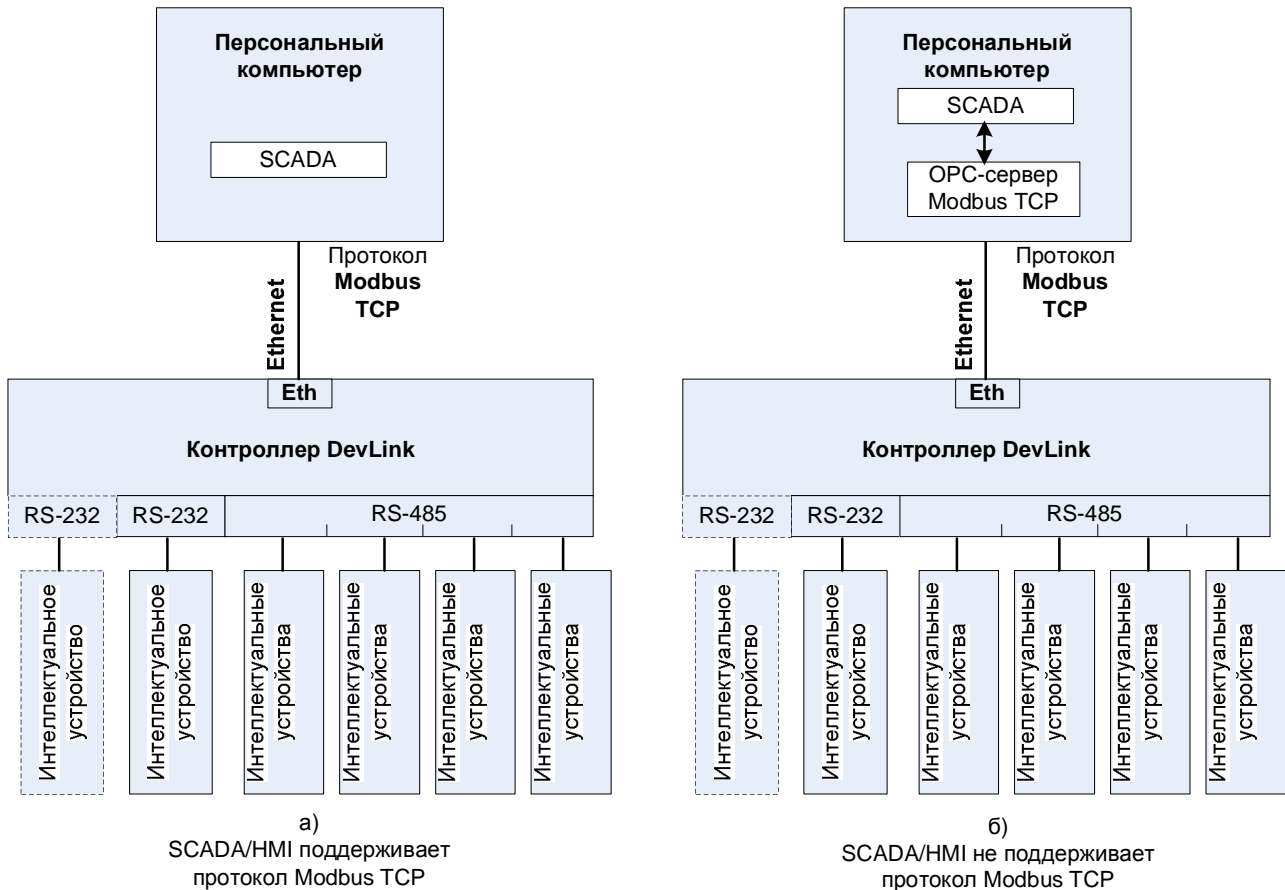 Персональный
компьютер
SCADA
Протокол
Modbus
TCP
Ethernet
Eth
Контроллер DevLink
RS-232
RS-232
RS-485
Интеллектуальное
устройство
Интеллектуальное
устройство
Интеллектуальные
устройства
Интеллектуальные
устройства
Интеллектуальные
устройства
Интеллектуальные
устройства
а)
SCADA/HMI поддерживает
протокол Modbus TCP
Персональный
компьютер
SCADA
OPC-сервер
Modbus TCP
Протокол
Modbus
TCP
Ethernet
Eth
Контроллер DevLink
RS-232
RS-232
RS-485
Интеллектуальное
устройство
Интеллектуальное
устройство
Интеллектуальные
устройства
Интеллектуальные
устройства
Интеллектуальные
устройства
Интеллектуальные
устройства
б)
SCADA/HMI не поддерживает
протокол Modbus TCP